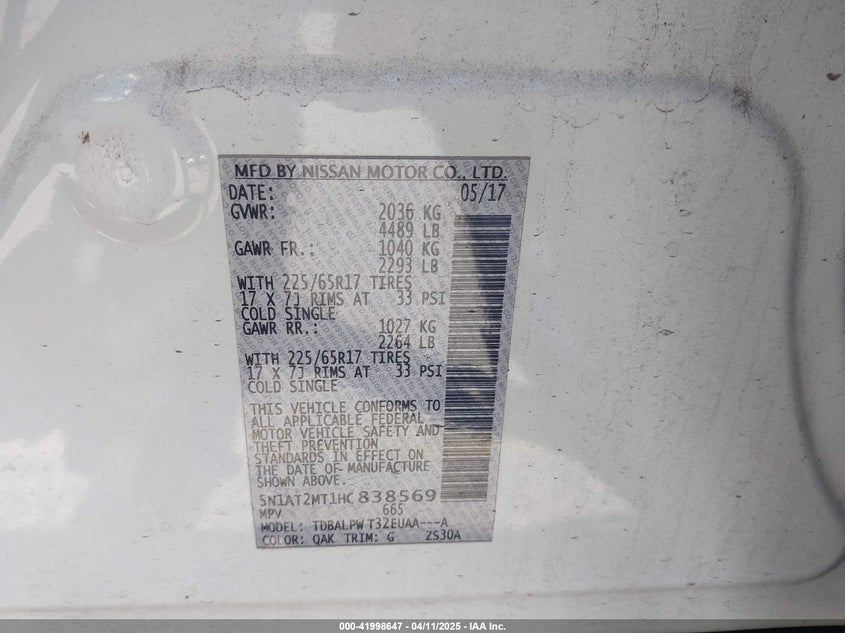 MFD BY NISSAN MOTOR CO., LTD.
DATE: 05/17
GVWR: 2036 KG
4489 LB
GAWR FR.: 1040 KG
2293 LB
WITH 225/65R17 TIRES
17 X 7J RIMS AT 33 PSI
COLD SINGLE
GAWR RR.: 1027 KG
2264 LB
WITH 225/65R17 TIRES
17 X 7J RIMS AT 33 PSI
COLD SINGLE
THIS VEHICLE CONFORMS TO
ALL APPLICABLE FEDERAL
MOTOR VEHICLE SAFETY AND
THEFT PREVENTION
STANDARDS IN EFFECT ON
THE DATE OF MANUFACTURE
SHOWN ABOVE.
5N1AT2MT1HC838569
MPV 665
MODEL: TDBALPW T32EUAA---A
COLOR: QAK TRIM: G ZS30A
000-41998647 - 04/11/2025 - IAA Inc.